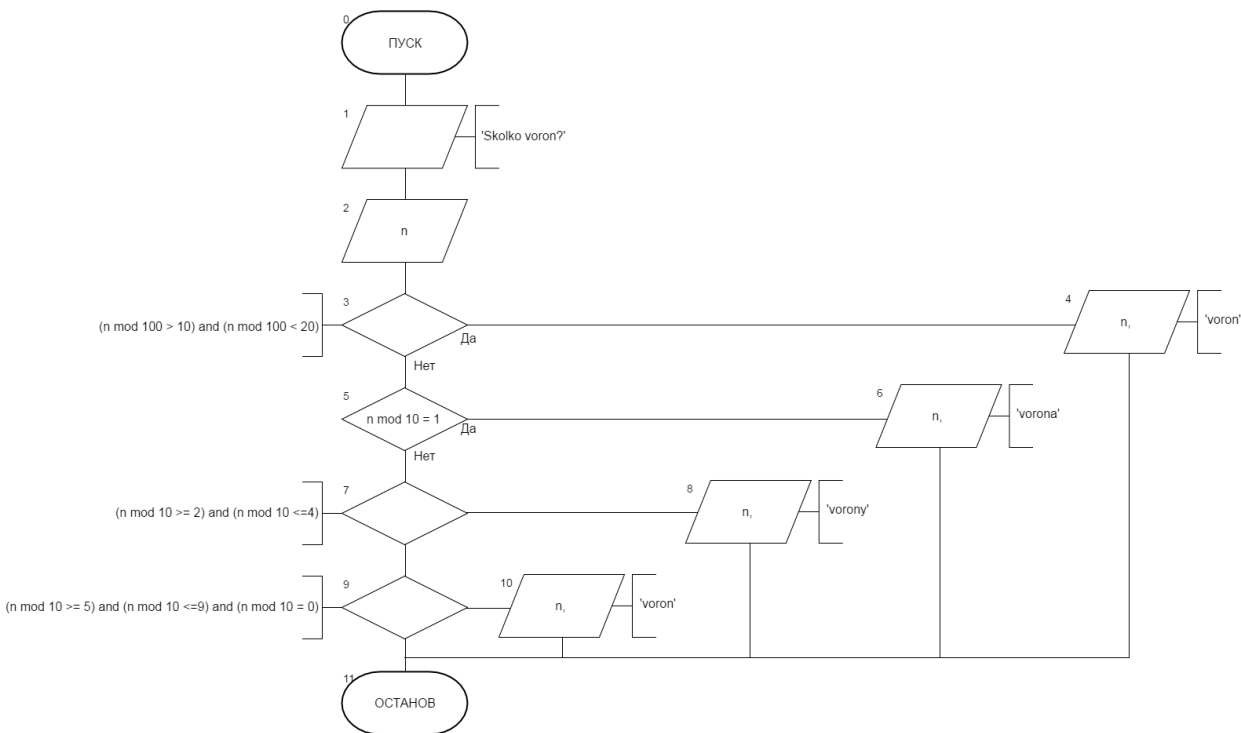 0
ПУСК
1
'Skolko voron?'
2
n
3
(n mod 100 > 10) and (n mod 100 < 20)
Да
Нет
4
n,
'voron'
5
n mod 10 = 1
Да
Нет
6
n,
'vorona'
7
(n mod 10 >= 2) and (n mod 10 <=4)
8
n,
'vorony'
9
(n mod 10 >= 5) and (n mod 10 <=9) and (n mod 10 = 0)
10
n,
'voron'
11
ОСТАНОВ